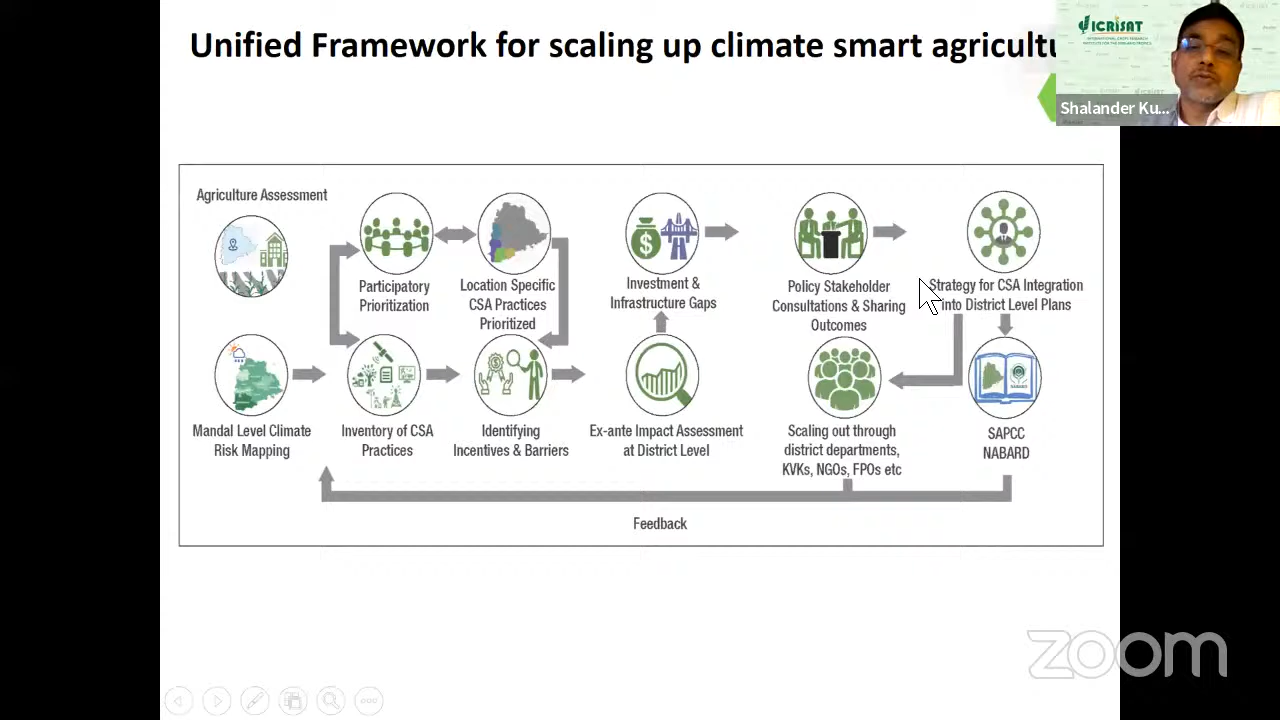 Unified Framework for scaling up climate smart agricultu
ICRISAT
Shalander Ku...
Agriculture Assessment
Participatory
Prioritization
Location Specific
CSA Practices
Prioritized
Investment &
Infrastructure Gaps
Policy Stakeholder
Consultations & Sharing
Outcomes
Strategy for CSA Integration
into District Level Plans
Mandal Level Climate
Risk Mapping
Inventory of CSA
Practices
Identifying
Incentives & Barriers
Ex-ante Impact Assessment
at District Level
Scaling out through
district departments,
KVKs, NGOs, FPOs etc
NABARD
SAPCC
NABARD
Feedback
zoom